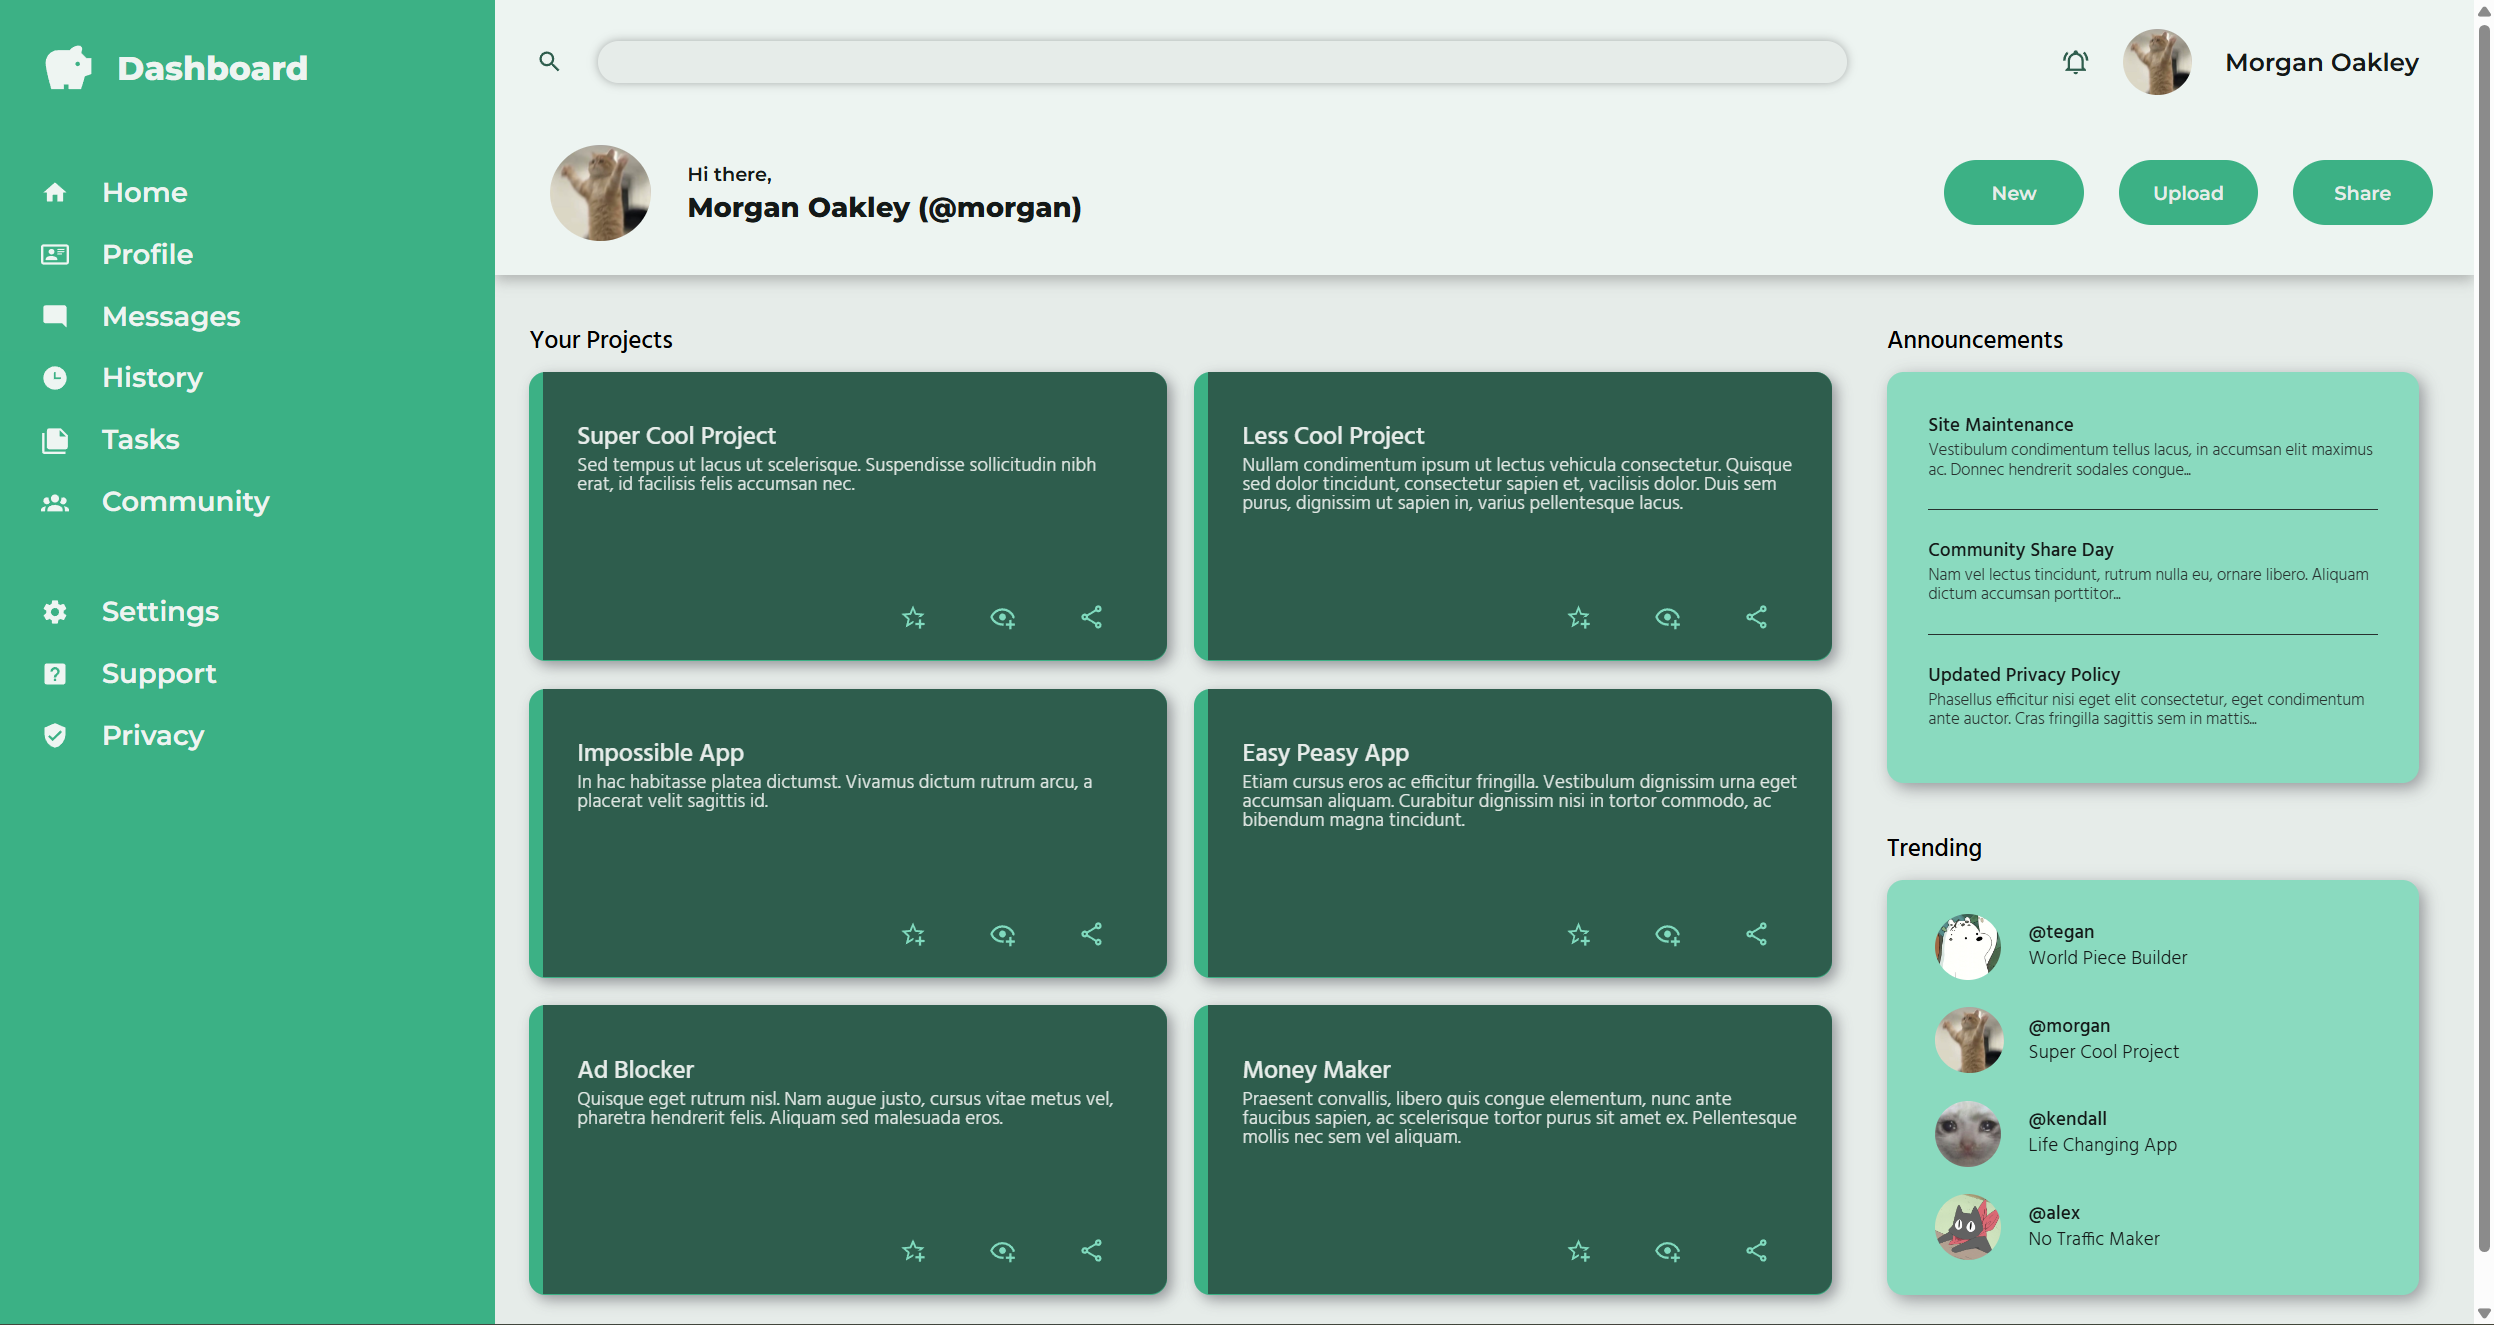 Dashboard
Home
Profile
Messages
History
Tasks
Community
Settings
Support
Privacy
Morgan Oakley
Hi there,
Morgan Oakley (@morgan)
New
Upload
Share
Your Projects
Super Cool Project
Sed tempus ut lacus ut scelerisque. Suspendisse sollicitudin nibh
erat, id facilisis felis accumsan nec.
Less Cool Project
Nullam condimentum ipsum ut lectus vehicula consectetur. Quisque
sed dolor tincidunt, consectetur sapien et, vacilisis dolor. Duis sem
purus, dignissim ut sapien in, varius pellentesque lacus.
Impossible App
In hac habitasse platea dictumst. Vivamus dictum rutrum arcu, a
placerat velit sagittis id.
Easy Peasy App
Etiam cursus eros ac efficitur fringilla. Vestibulum dignissim urna eget
accumsan aliquam. Curabitur dignissim nisi in tortor commodo, ac
bibendum magna tincidunt.
Ad Blocker
Quisque eget rutrum nisl. Nam augue justo, cursus vitae metus vel,
pharetra hendrerit felis. Aliquam sed malesuada eros.
Money Maker
Praesent convallis, libero quis congue elementum, nunc ante
faucibus sapien, ac scelerisque tortor purus sit amet ex. Pellentesque
mollis nec sem vel aliquam.
Announcements
Site Maintenance
Vestibulum condimentum tellus lacus, in accumsan elit maximus
ac. Donnec hendrerit sodales congue...
Community Share Day
Nam vel lectus tincidunt, rutrum nulla eu, ornare libero. Aliquam
dictum accumsan porttitor...
Updated Privacy Policy
Phasellus efficitur nisi eget elit consectetur, eget condimentum
ante auctor. Cras fringilla sagittis sem in mattis...
Trending
@tegan
World Piece Builder
@morgan
Super Cool Project
@kendall
Life Changing App
@alex
No Traffic Maker